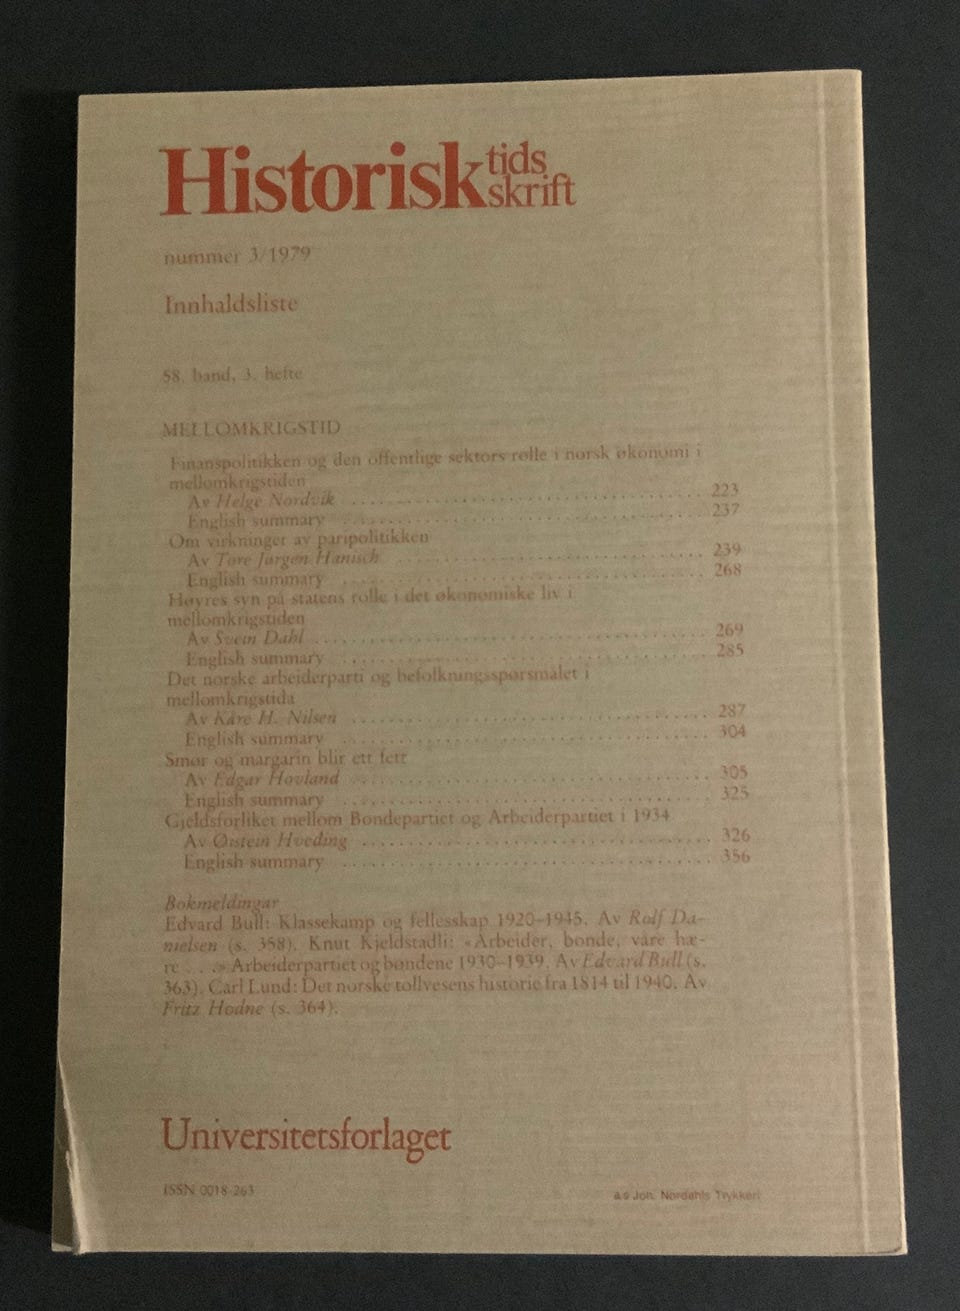 Historisk tids
skrift
nummer 3/1979
Innhaldsliste
58. band, 3. hefte
MELLOMKRIGSTID
Finanspolitikken og den offentlige sektors rolle i norsk økonomi i
mellomkrigstiden
Av Helge Nordvik . . . . . . . . . . . . . . . . . . . . . . . . . . . . . . . . . . 223
English summary . . . . . . . . . . . . . . . . . . . . . . . . . . . . . . . . . . 237
Om virkninger av paripolitikken
Av Tore Jørgen Hanisch . . . . . . . . . . . . . . . . . . . . . . . . . . . . . 239
English summary . . . . . . . . . . . . . . . . . . . . . . . . . . . . . . . . . . 268
Høyres syn på statens rolle i det økonomiske liv i
mellomkrigstiden
Av Svein Dahl . . . . . . . . . . . . . . . . . . . . . . . . . . . . . . . . . . . . 269
English summary . . . . . . . . . . . . . . . . . . . . . . . . . . . . . . . . . . 285
Det norske arbeiderparti og befolkningsspørsmålet i
mellomkrigstida
Av Kåre H. Nilsen . . . . . . . . . . . . . . . . . . . . . . . . . . . . . . . . . 287
English summary . . . . . . . . . . . . . . . . . . . . . . . . . . . . . . . . . . 304
Smør og margarin blir ett fett
Av Edgar Hovland . . . . . . . . . . . . . . . . . . . . . . . . . . . . . . . . . 305
English summary . . . . . . . . . . . . . . . . . . . . . . . . . . . . . . . . . . 325
Gjeldsforliket mellom Bondepartiet og Arbeiderpartiet i 1934
Av Østein Hveding . . . . . . . . . . . . . . . . . . . . . . . . . . . . . . . . 326
English summary . . . . . . . . . . . . . . . . . . . . . . . . . . . . . . . . . . 356
Bokmeldingar
Edvard Bull: Klassekamp og fellesskap 1920–1945. Av Rolf Da-
nielsen (s. 358). Knut Kjeldstadli: «Arbeider, bonde, våre hæ-
re . . .» Arbeiderpartiet og bøndene 1930–1939. Av Edvard Bull (s.
363). Carl Lund: Det norske tollvesens historie fra 1814 til 1940. Av
Fritz Hodne (s. 364).
Universitetsforlaget
ISSN 0018-263
a.s Joh. Nordahls Trykkeri